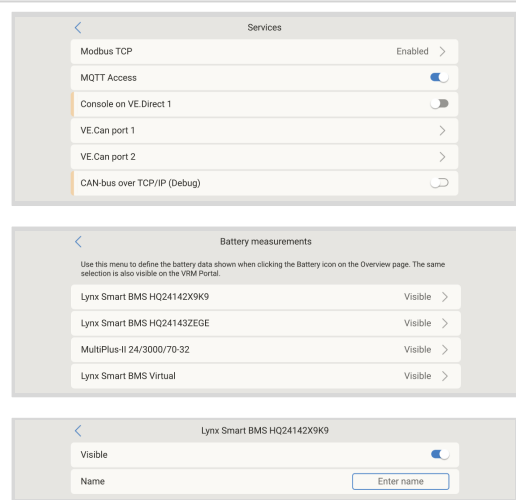 Services
Modbus TCP Enabled
MQTT Access
Console on VE.Direct 1
VE.Can port 1
VE.Can port 2
CAN-bus over TCP/IP (Debug)
Battery measurements
Use this menu to define the battery data shown when clicking the Battery icon on the Overview page. The same
selection is also visible on the VRM Portal.
Lynx Smart BMS HQ24142X9K9 Visible
Lynx Smart BMS HQ24143ZEGE Visible
MultiPlus-II 24/3000/70-32 Visible
Lynx Smart BMS Virtual Visible
Lynx Smart BMS HQ24142X9K9
Visible
Name Enter name